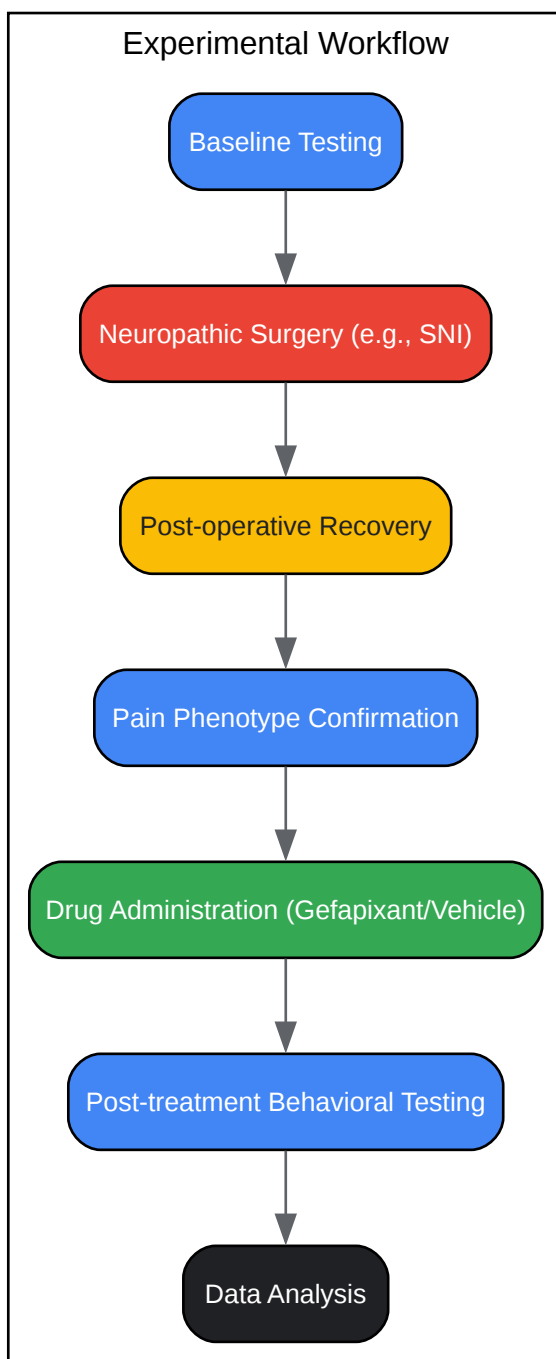 Experimental Workflow
Baseline Testing
Neuropathic Surgery (e.g., SNI)
Post-operative Recovery
Pain Phenotype Confirmation
Drug Administration (Gefapixant/Vehicle)
Post-treatment Behavioral Testing
Data Analysis